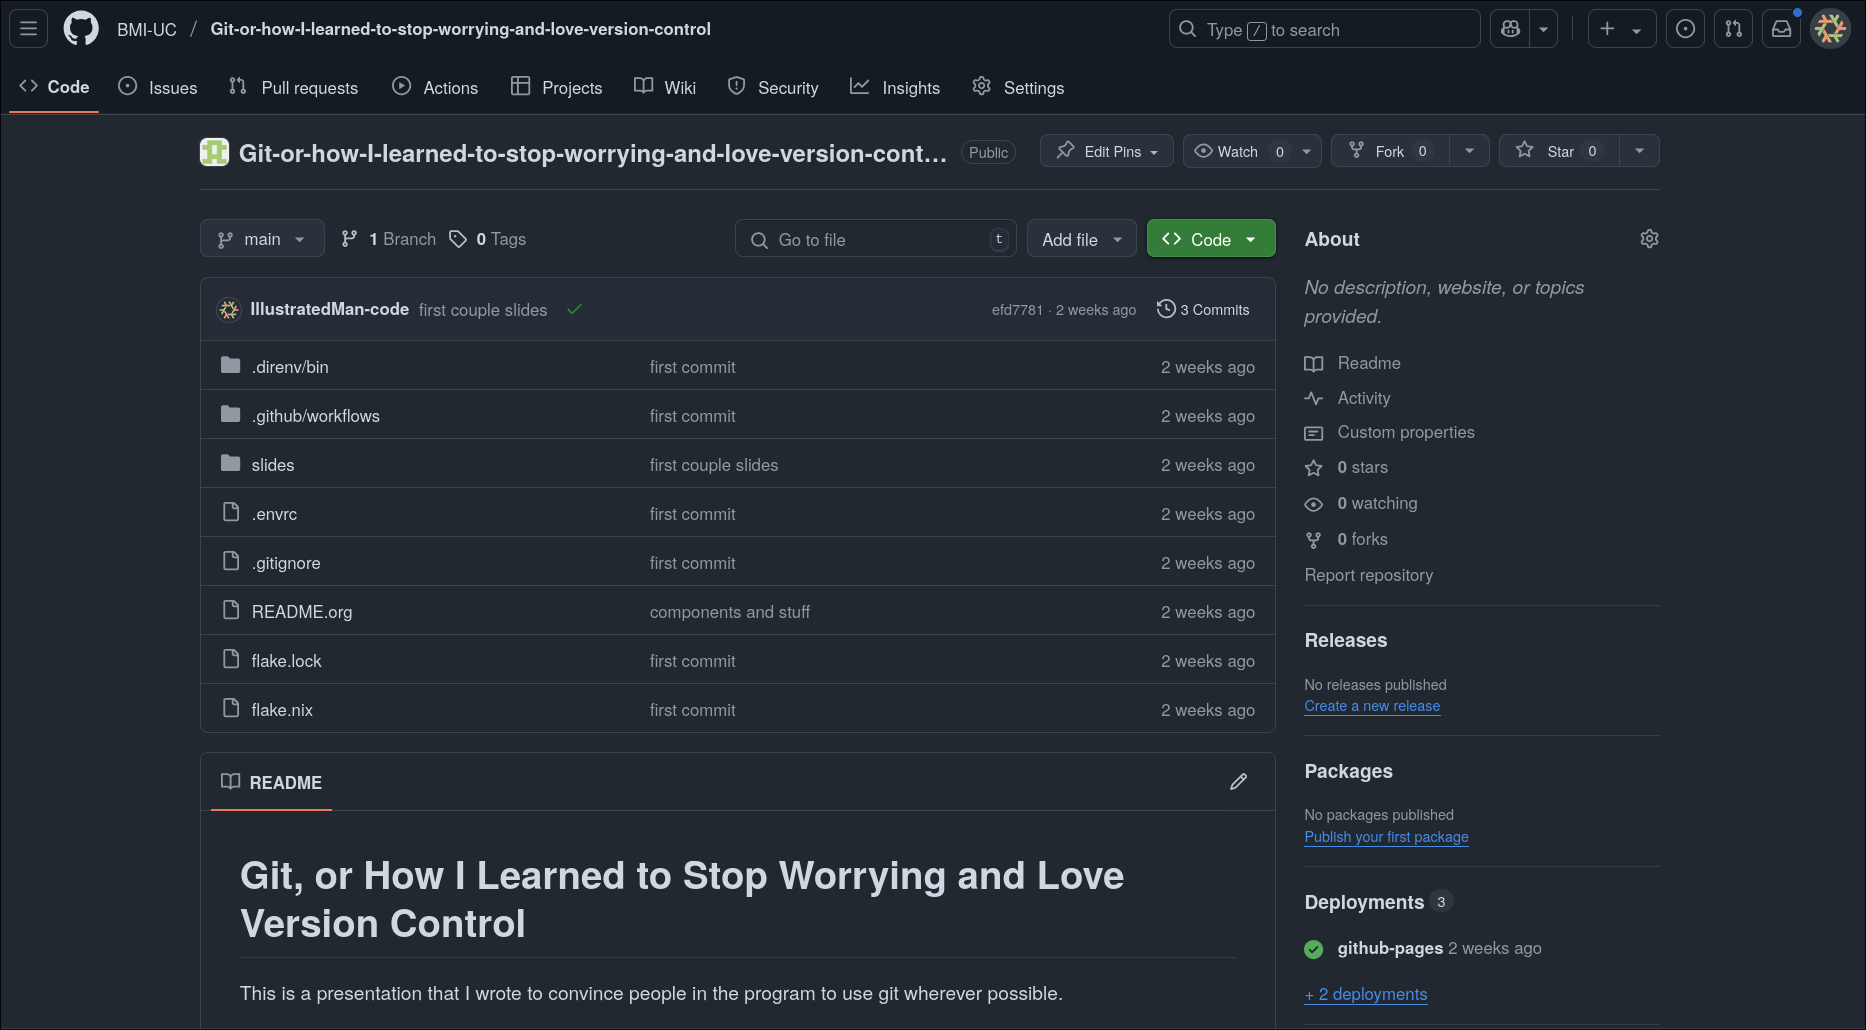 BMI-UC / Git-or-how-I-learned-to-stop-worrying-and-love-version-control
Type / to search
Code Issues Pull requests Actions Projects Wiki Security Insights Settings
Git-or-how-I-learned-to-stop-worrying-and-love-version-cont...
Public
Edit Pins Watch 0 Fork 0 Star 0
main 1 Branch 0 Tags
Go to file t
Add file
Code
IllustratedMan-code first couple slides efd7781 · 2 weeks ago 3 Commits
.direnv/bin first commit 2 weeks ago
.github/workflows first commit 2 weeks ago
slides first couple slides 2 weeks ago
.envrc first commit 2 weeks ago
.gitignore first commit 2 weeks ago
README.org components and stuff 2 weeks ago
flake.lock first commit 2 weeks ago
flake.nix first commit 2 weeks ago
README
Git, or How I Learned to Stop Worrying and Love
Version Control
This is a presentation that I wrote to convince people in the program to use git wherever possible.
About
No description, website, or topics
provided.
Readme
Activity
Custom properties
0 stars
0 watching
0 forks
Report repository
Releases
No releases published
Create a new release
Packages
No packages published
Publish your first package
Deployments 3
github-pages 2 weeks ago
+ 2 deployments